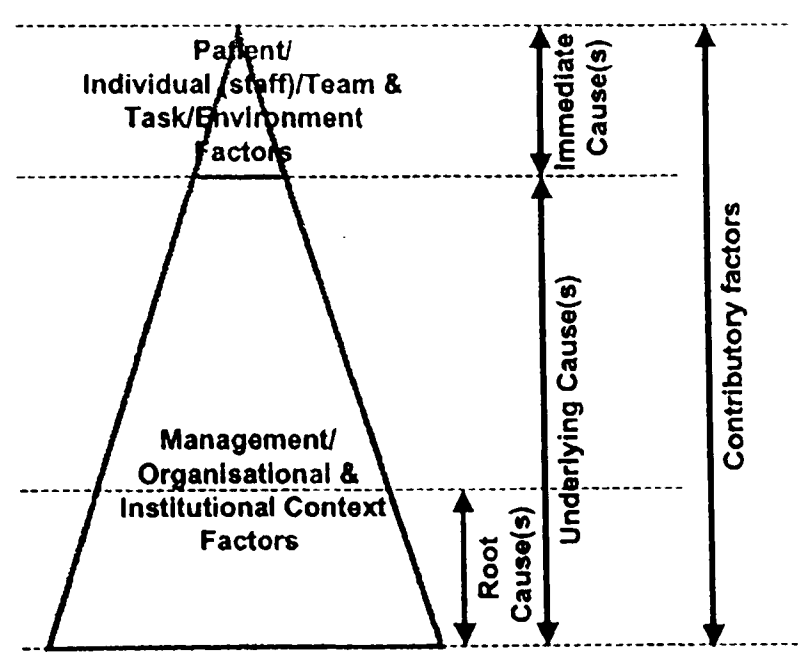 Patient/
Individual (staff)/Team &
Task/Environment
Factors
Immediate
Cause(s)
Underlying Cause(s)
Contributory factors
Management/
Organisational &
Institutional Context
Factors
Root
Cause(s)